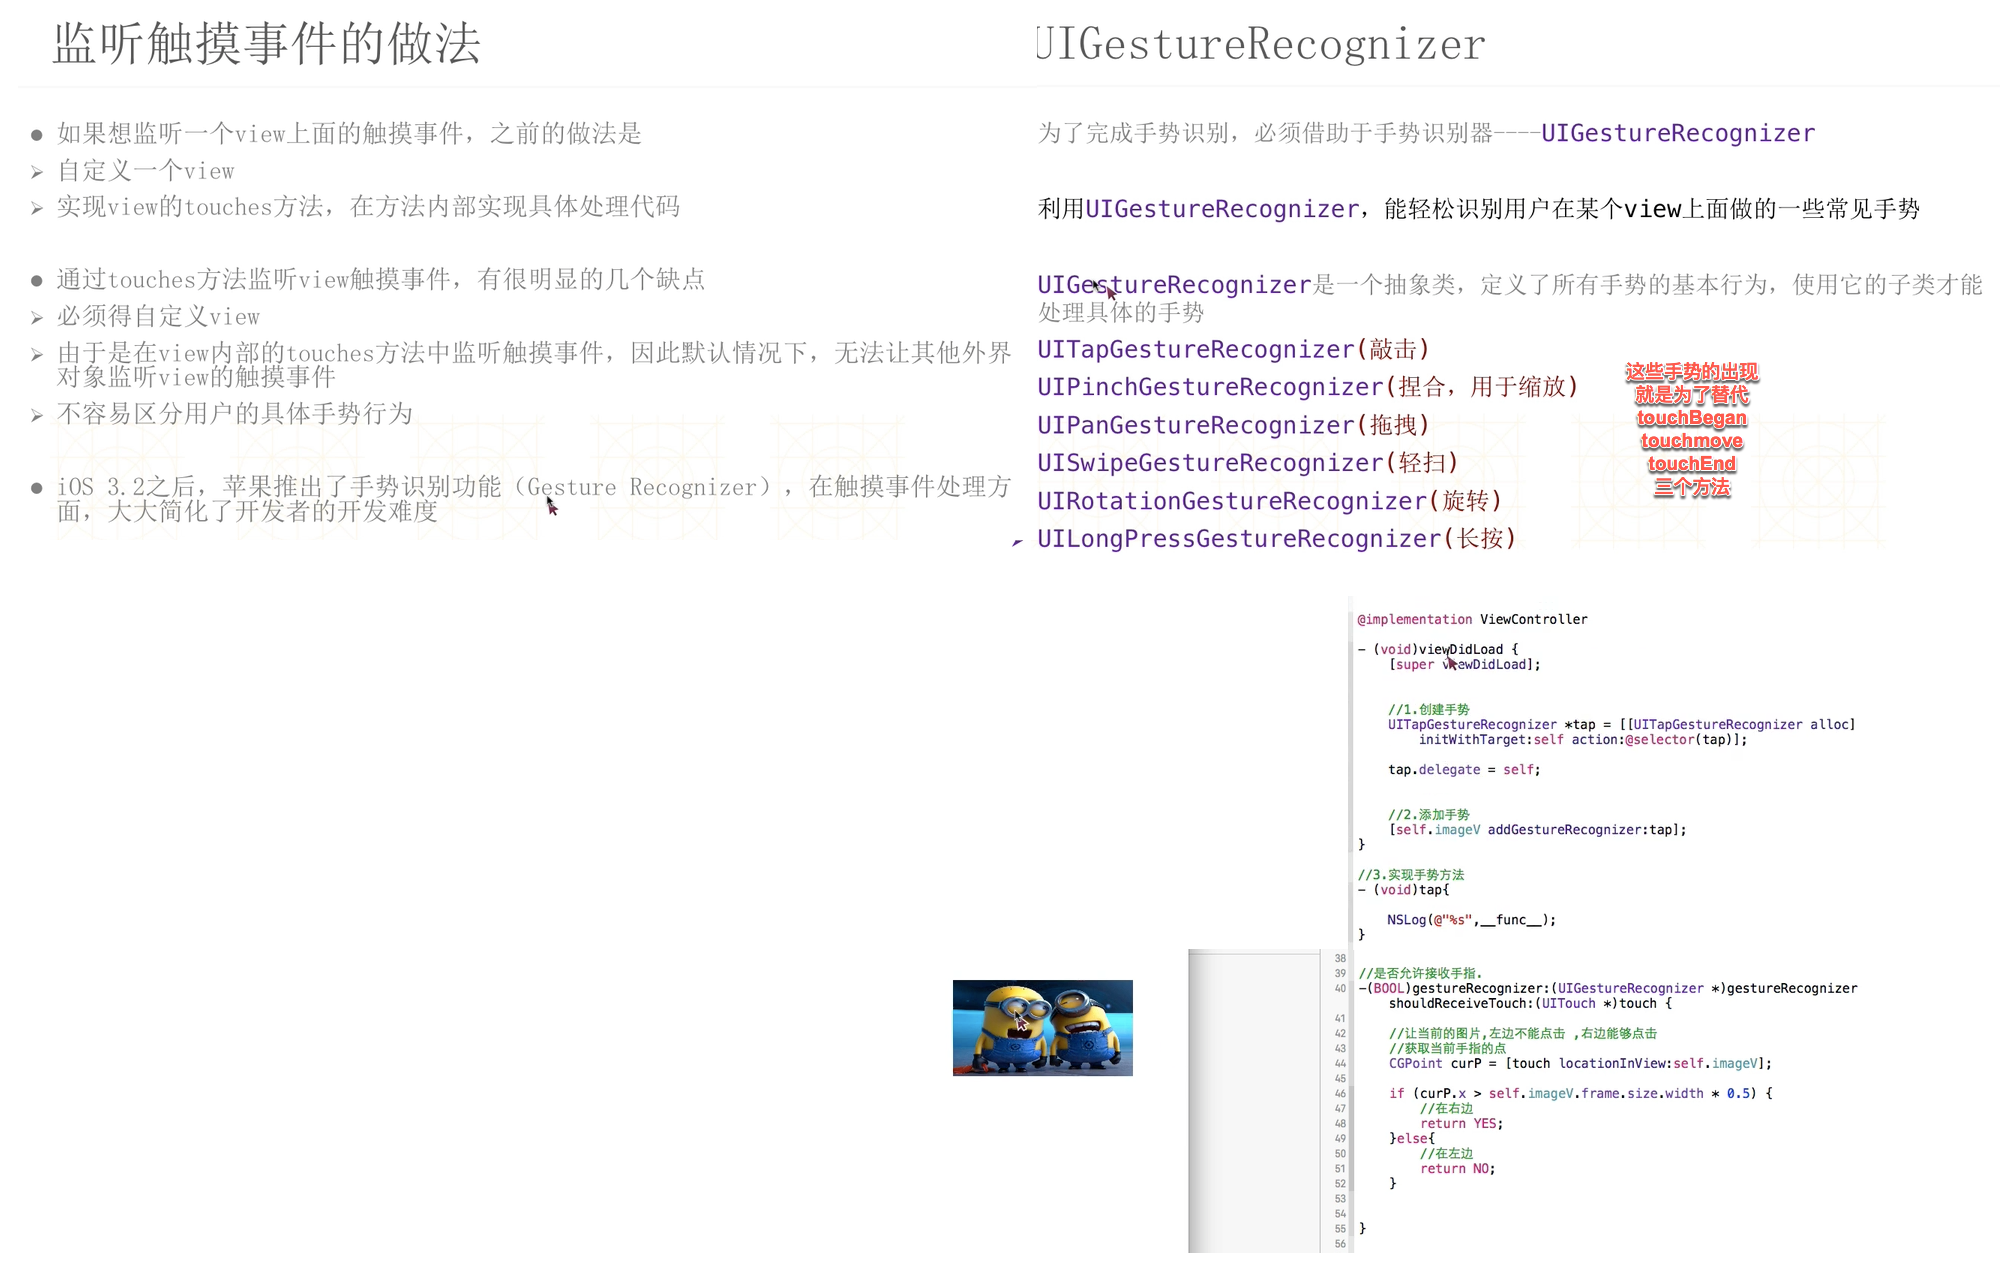 监听触摸事件的做法
● 如果想监听一个view上面的触摸事件，之前的做法是
➢ 自定义一个view
➢ 实现view的touches方法，在方法内部实现具体处理代码
● 通过touches方法监听view触摸事件，有很明显的几个缺点
➢ 必须得自定义view
➢ 由于是在view内部的touches方法中监听触摸事件，因此默认情况下，无法让其他外界
对象监听view的触摸事件
➢ 不容易区分用户的具体手势行为
● iOS 3.2之后，苹果推出了手势识别功能（Gesture Recognizer），在触摸事件处理方
面，大大简化了开发者的开发难度
UIGestureRecognizer
为了完成手势识别，必须借助于手势识别器----UIGestureRecognizer
利用UIGestureRecognizer，能轻松识别用户在某个view上面做的一些常见手势
UIGestureRecognizer是一个抽象类，定义了所有手势的基本行为，使用它的子类才能
处理具体的手势
UITapGestureRecognizer(敲击)
UIPinchGestureRecognizer(捏合，用于缩放)
UIPanGestureRecognizer(拖拽)
UISwipeGestureRecognizer(轻扫)
UIRotationGestureRecognizer(旋转)
UILongPressGestureRecognizer(长按)
这些手势的出现
就是为了替代
touchBegan
touchmove
touchEnd
三个方法
@implementation ViewController
- (void)viewDidLoad {
[super viewDidLoad];
//1.创建手势
UITapGestureRecognizer *tap = [[UITapGestureRecognizer alloc]
initWithTarget:self action:@selector(tap)];
tap.delegate = self;
//2.添加手势
[self.imageV addGestureRecognizer:tap];
}
//3.实现手势方法
- (void)tap{
NSLog(@"%s",__func__);
}
38
39 //是否允许接收手指.
40 -(BOOL)gestureRecognizer:(UIGestureRecognizer *)gestureRecognizer
shouldReceiveTouch:(UITouch *)touch {
41
42 //让当前的图片,左边不能点击 ,右边能够点击
43 //获取当前手指的点
44 CGPoint curP = [touch locationInView:self.imageV];
45
46 if (curP.x > self.imageV.frame.size.width * 0.5) {
47 //在右边
48 return YES;
49 }else{
50 //在左边
51 return NO;
52 }
53
54
55 }
56